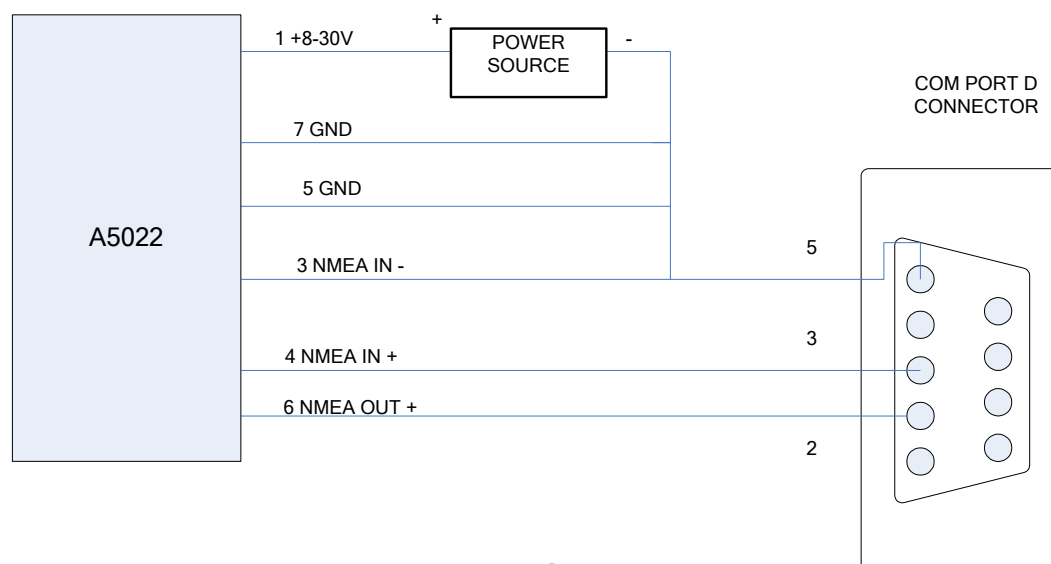 +
1 +8-30V
POWER
SOURCE
-
COM PORT D
CONNECTOR
7 GND
5 GND
A5022
3 NMEA IN -
5
3
4 NMEA IN +
6 NMEA OUT +
2